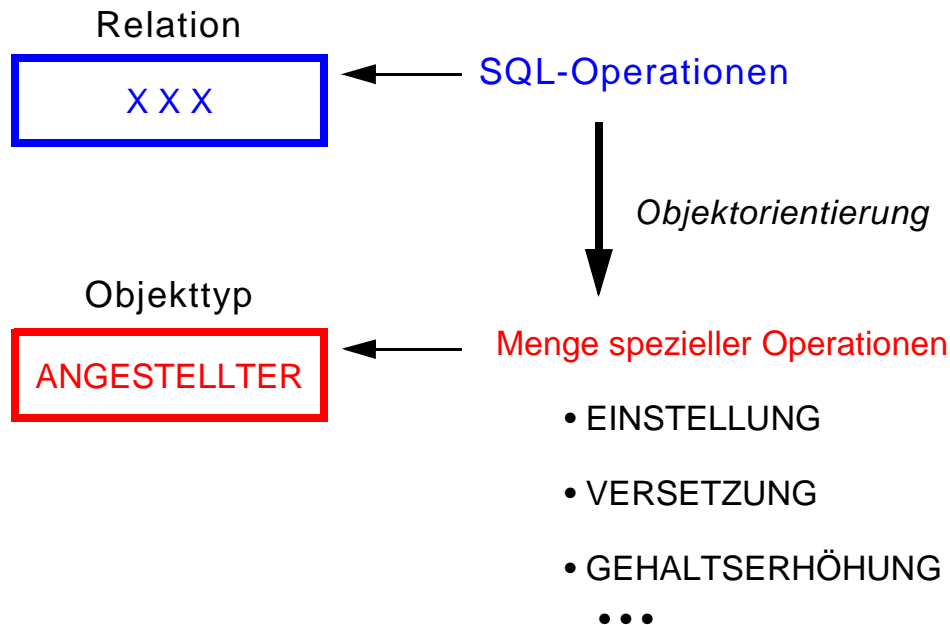 Relation
X X X
SQL-Operationen
Objektorientierung
Objekttyp
ANGESTELLTER
Menge spezieller Operationen
• EINSTELLUNG
• VERSETZUNG
• GEHALTSERHÖHUNG
• • •